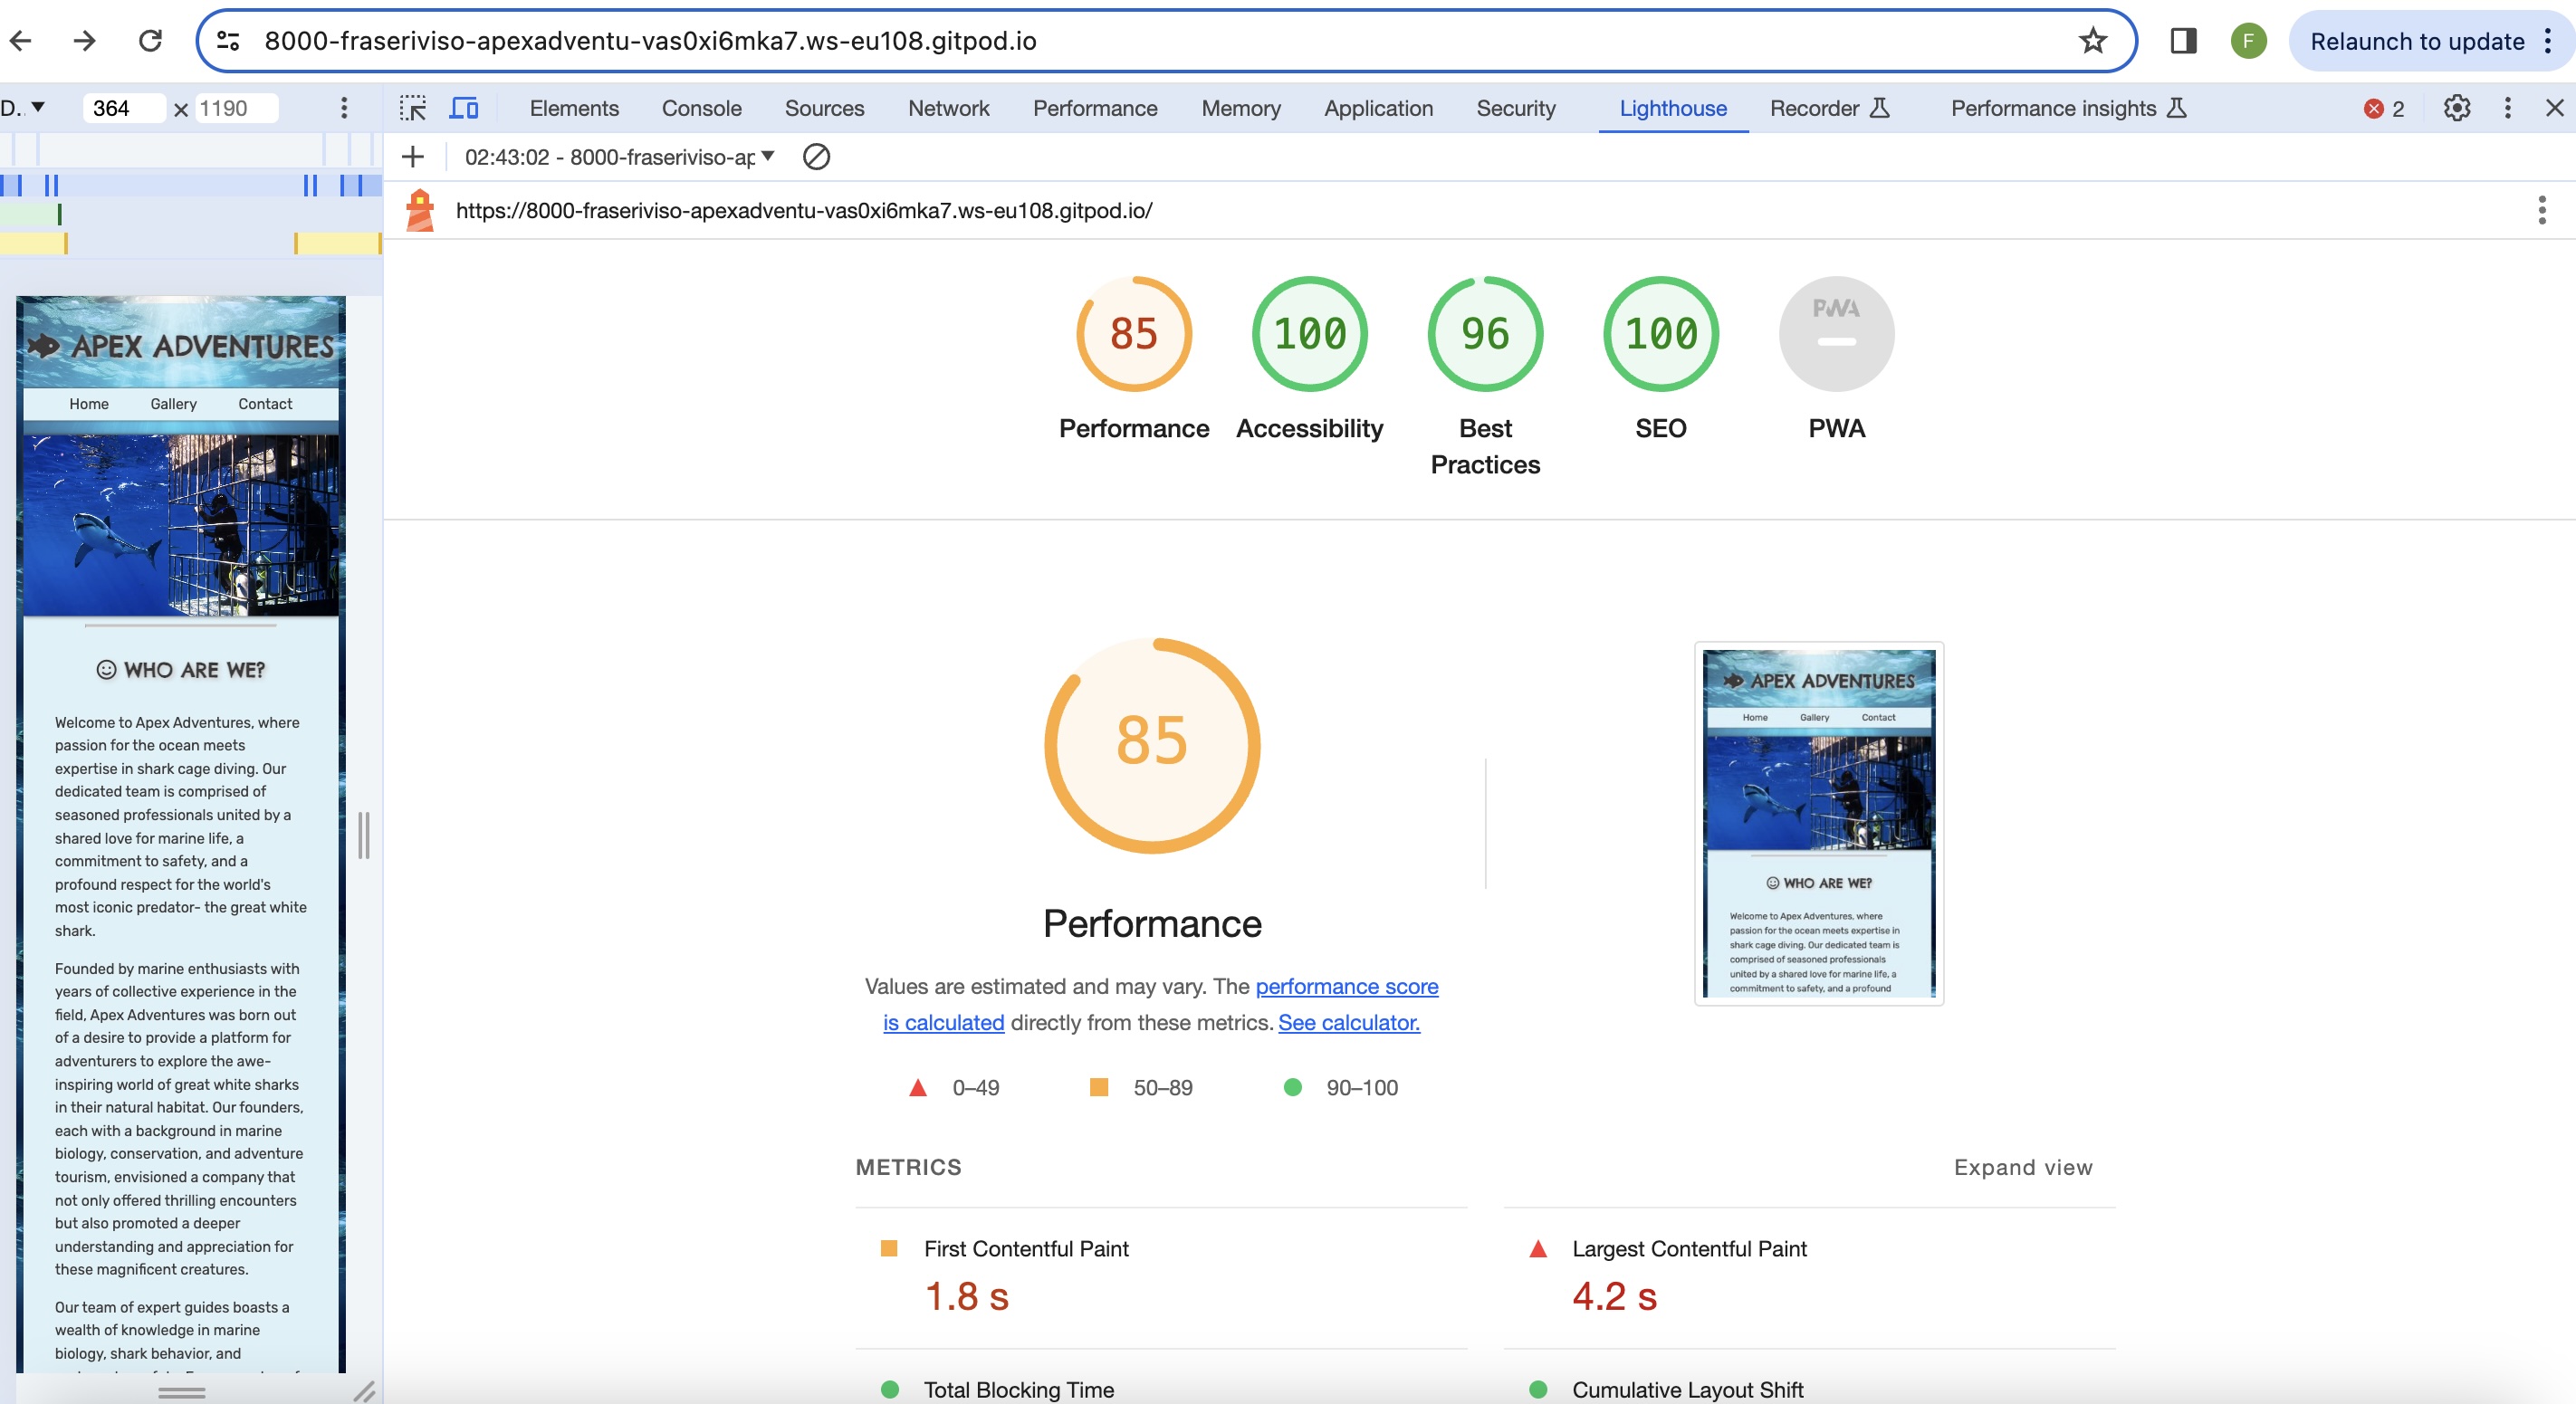 8000-fraseriviso-apexadventu-vas0xi6mka7.ws-eu108.gitpod.io
F
Relaunch to update
D..
364 × 1190
Elements Console Sources Network Performance Memory Application Security Lighthouse Recorder Performance insights 2
02:43:02 - 8000-fraseriviso-ap
https://8000-fraseriviso-apexadventu-vas0xi6mka7.ws-eu108.gitpod.io/
APEX ADVENTURES
Home Gallery Contact
WHO ARE WE?
Welcome to Apex Adventures, where
passion for the ocean meets
expertise in shark cage diving. Our
dedicated team is comprised of
seasoned professionals united by a
shared love for marine life, a
commitment to safety, and a
profound respect for the world's
most iconic predator- the great white
shark.
Founded by marine enthusiasts with
years of collective experience in the
field, Apex Adventures was born out
of a desire to provide a platform for
adventurers to explore the awe-
inspiring world of great white sharks
in their natural habitat. Our founders,
each with a background in marine
biology, conservation, and adventure
tourism, envisioned a company that
not only offered thrilling encounters
but also promoted a deeper
understanding and appreciation for
these magnificent creatures.
Our team of expert guides boasts a
wealth of knowledge in marine
biology, shark behavior, and
85 100 96 100 PWA
Performance Accessibility Best Practices SEO PWA
85
Performance
Values are estimated and may vary. The performance score
is calculated directly from these metrics. See calculator.
0–49 50–89 90–100
APEX ADVENTURES
Home Gallery Contact
WHO ARE WE?
Welcome to Apex Adventures, where
passion for the ocean meets expertise in
shark cage diving. Our dedicated team is
comprised of seasoned professionals
united by a shared love for marine life, a
commitment to safety, and a profound
METRICS
Expand view
First Contentful Paint
1.8 s
Largest Contentful Paint
4.2 s
Total Blocking Time
Cumulative Layout Shift